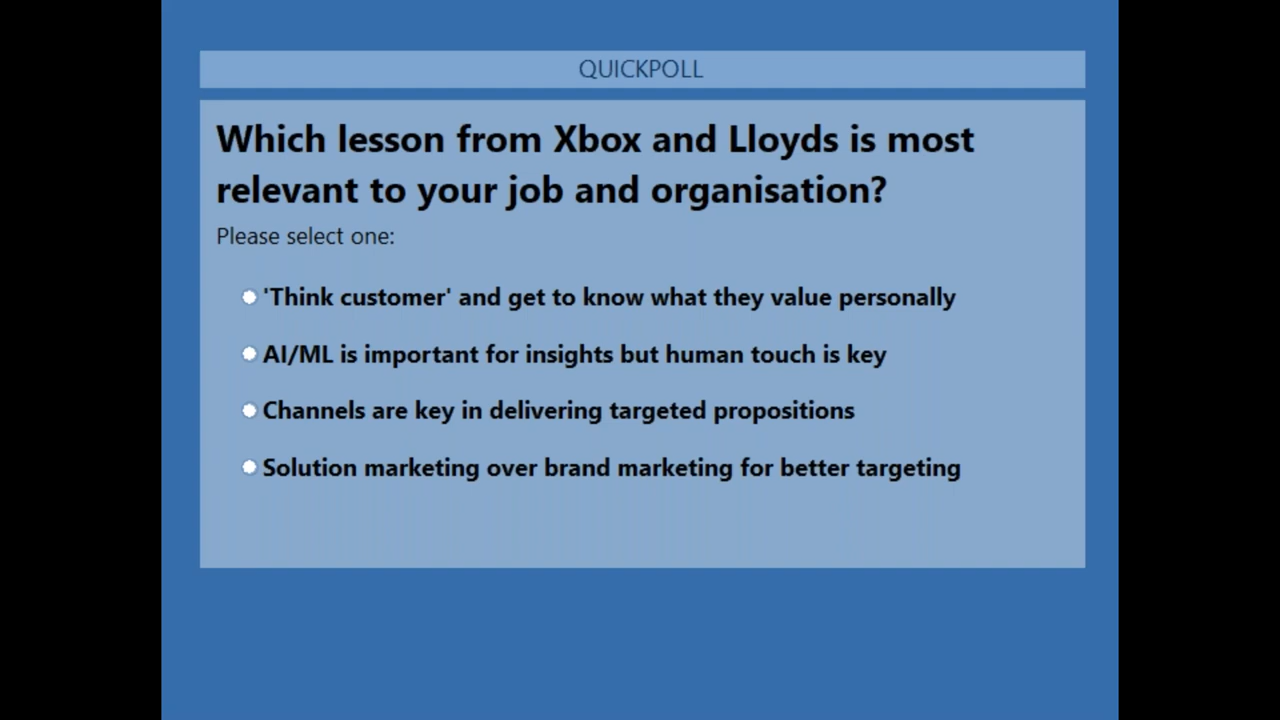 QUICKPOLL
Which lesson from Xbox and Lloyds is most
relevant to your job and organisation?
Please select one:
'Think customer' and get to know what they value personally
AI/ML is important for insights but human touch is key
Channels are key in delivering targeted propositions
Solution marketing over brand marketing for better targeting